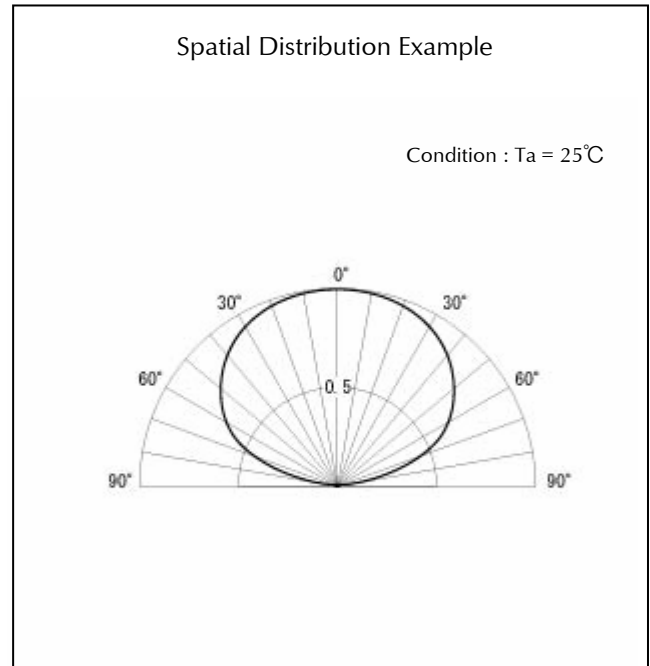 Spatial Distribution Example
Condition : Ta = 25℃
0°
30° 30°
60° 60°
0.5
90° 90°